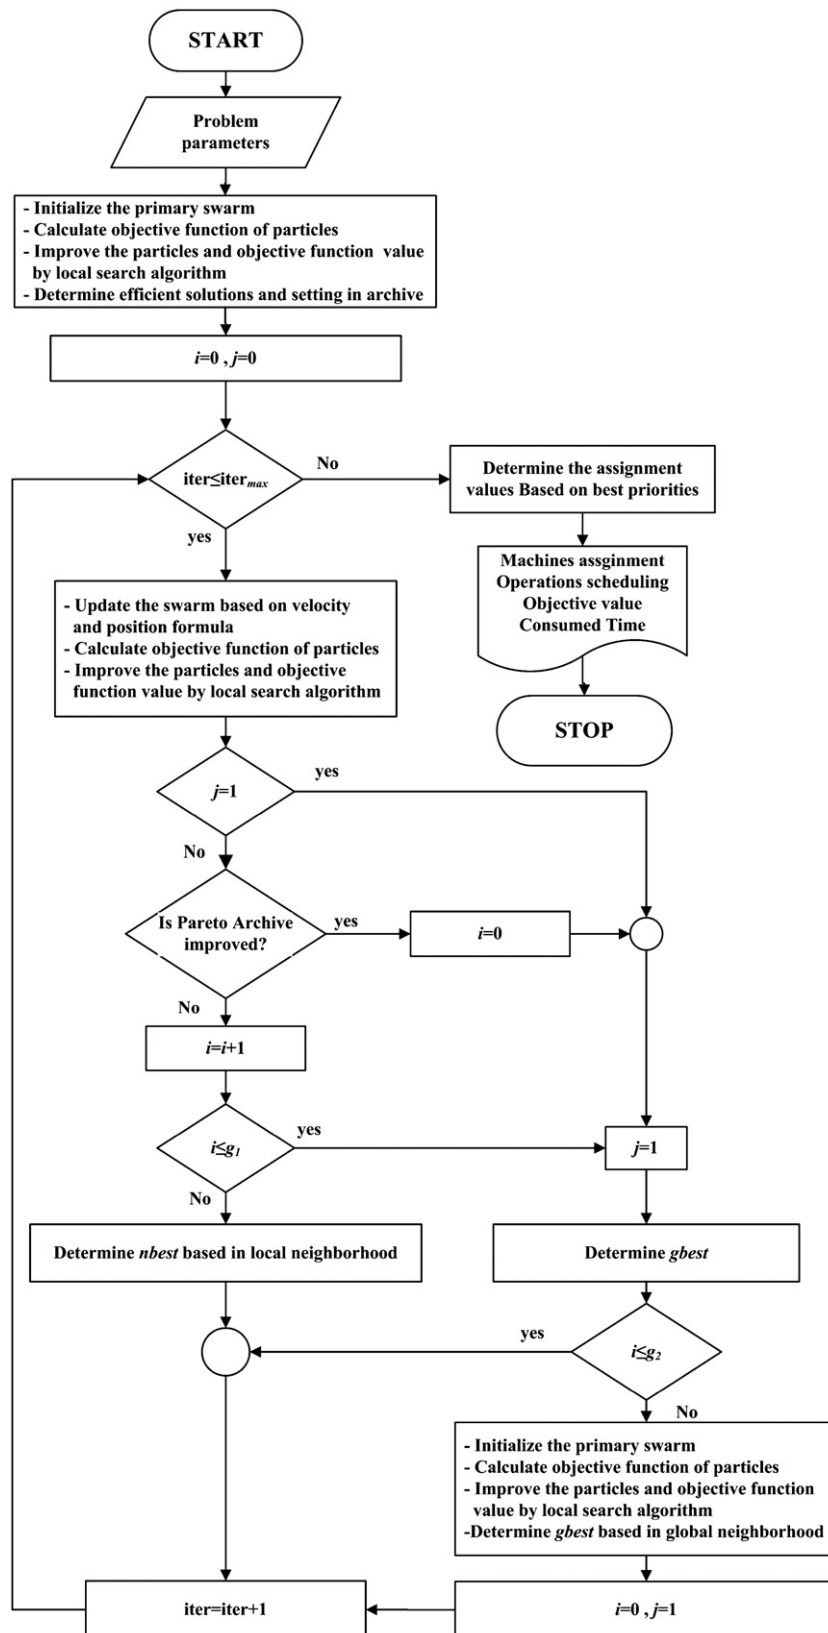 START
Problem
parameters
- Initialize the primary swarm
- Calculate objective function of particles
- Improve the particles and objective function value
by local search algorithm
- Determine efficient solutions and setting in archive
i=0 , j=0
iter≤iter_max
No
Determine the assignment
values Based on best priorities
yes
Machines assginment
Operations scheduling
Objective value
Consumed Time
STOP
- Update the swarm based on velocity
and position formula
- Calculate objective function of particles
- Improve the particles and objective
function value by local search algorithm
j=1
yes
No
Is Pareto Archive
improved?
yes
i=0
No
i=i+1
i≤g1
yes
j=1
No
Determine nbest based in local neighborhood
Determine gbest
yes
i≤g2
No
- Initialize the primary swarm
- Calculate objective function of particles
- Improve the particles and objective function
value by local search algorithm
-Determine gbest based in global neighborhood
iter=iter+1
i=0 , j=1